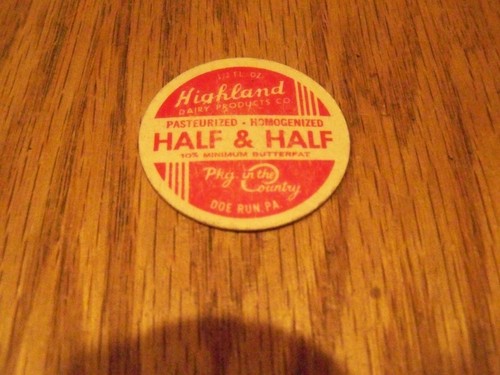 1/2 FL. OZ.
Highland
DAIRY PRODUCTS CO
PASTEURIZED - HOMOGENIZED
HALF & HALF
10% MINIMUM BUTTERFAT
Pkg. in the
Country
DOE RUN, PA.